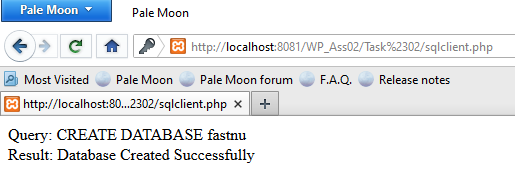 Pale Moon
Pale Moon
http://localhost:8081/WP_Ass02/Task%2302/sqlclient.php
Most Visited Pale Moon Pale Moon forum F.A.Q. Release notes
http://localhost:80...2302/sqlclient.php × +
Query: CREATE DATABASE fastnu
Result: Database Created Successfully